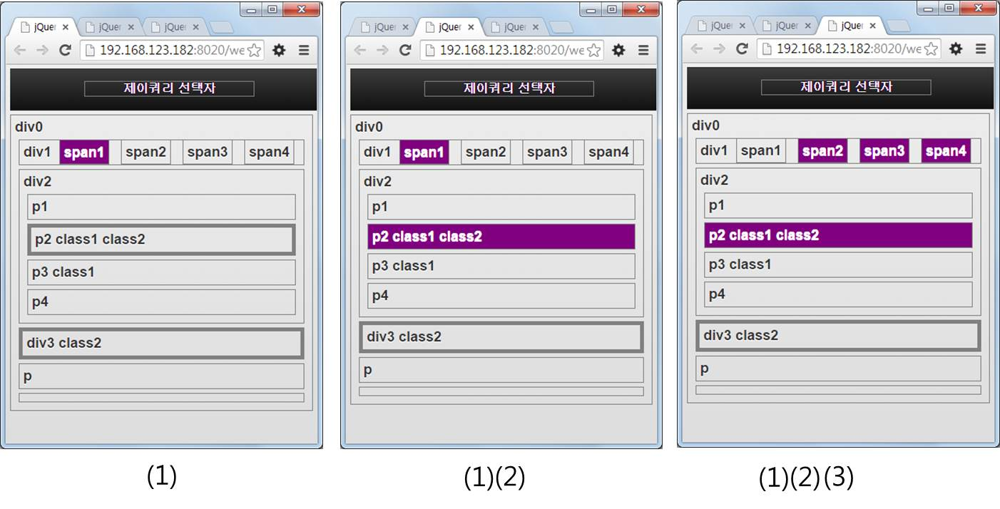 jQuer jQuer jQuer
192.168.123.182:8020/we
제이쿼리 선택자
div0
div1 span1 span2 span3 span4
div2
p1
p2 class1 class2
p3 class1
p4
div3 class2
p
(1)
jQuer jQuer jQuer
192.168.123.182:8020/we
제이쿼리 선택자
div0
div1 span1 span2 span3 span4
div2
p1
p2 class1 class2
p3 class1
p4
div3 class2
p
(1)(2)
jQuer jQuer jQuer
192.168.123.182:8020/we
제이쿼리 선택자
div0
div1 span1 span2 span3 span4
div2
p1
p2 class1 class2
p3 class1
p4
div3 class2
p
(1)(2)(3)